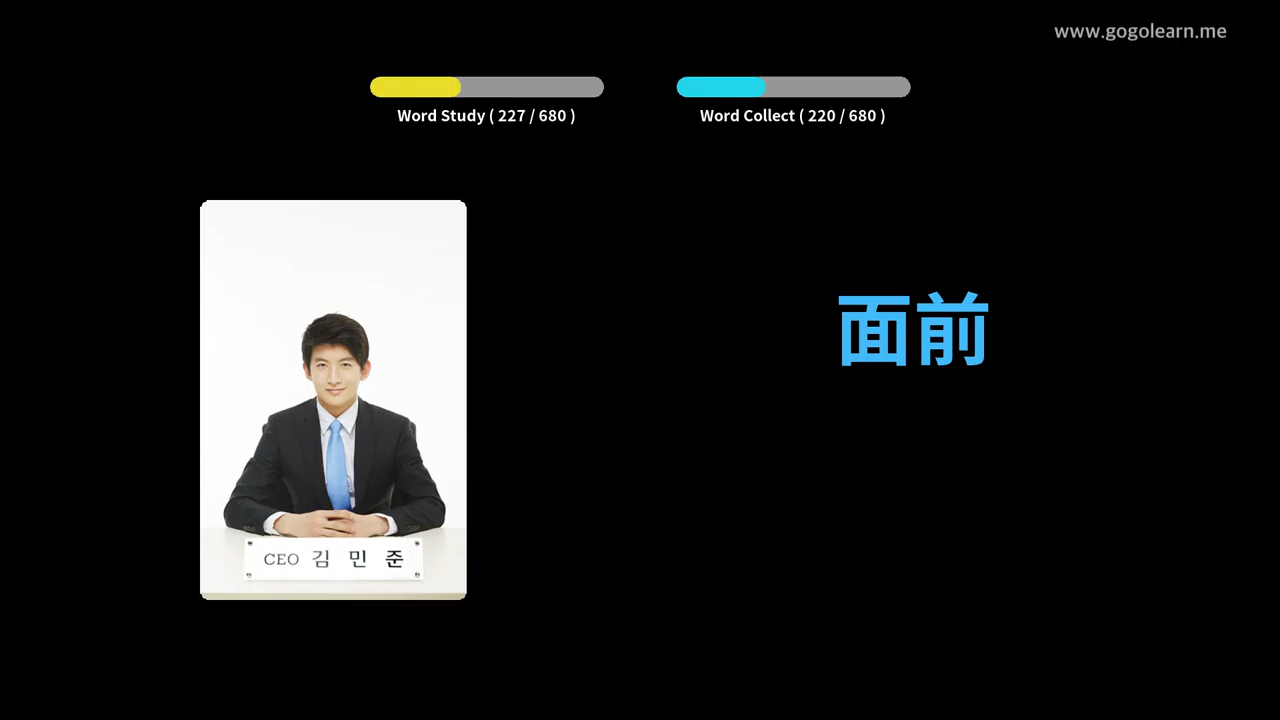 www.gogolearn.me
Word Study ( 227 / 680 )
Word Collect ( 220 / 680 )
面前
CEO 김 민 준